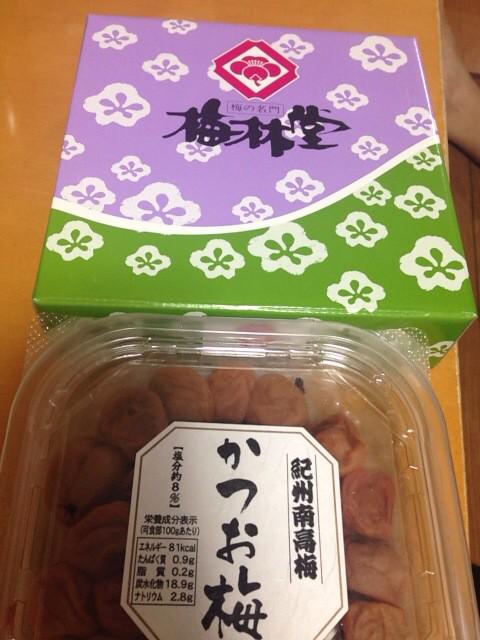 梅の名門
梅林堂
紀州南高梅
かつお梅
【塩分約8%】
栄養成分表示
(可食部100gあたり)
エネルギー 81kcal
たんぱく質 0.9g
脂質 0.2g
炭水化物 18.9g
ナトリウム 2.8g